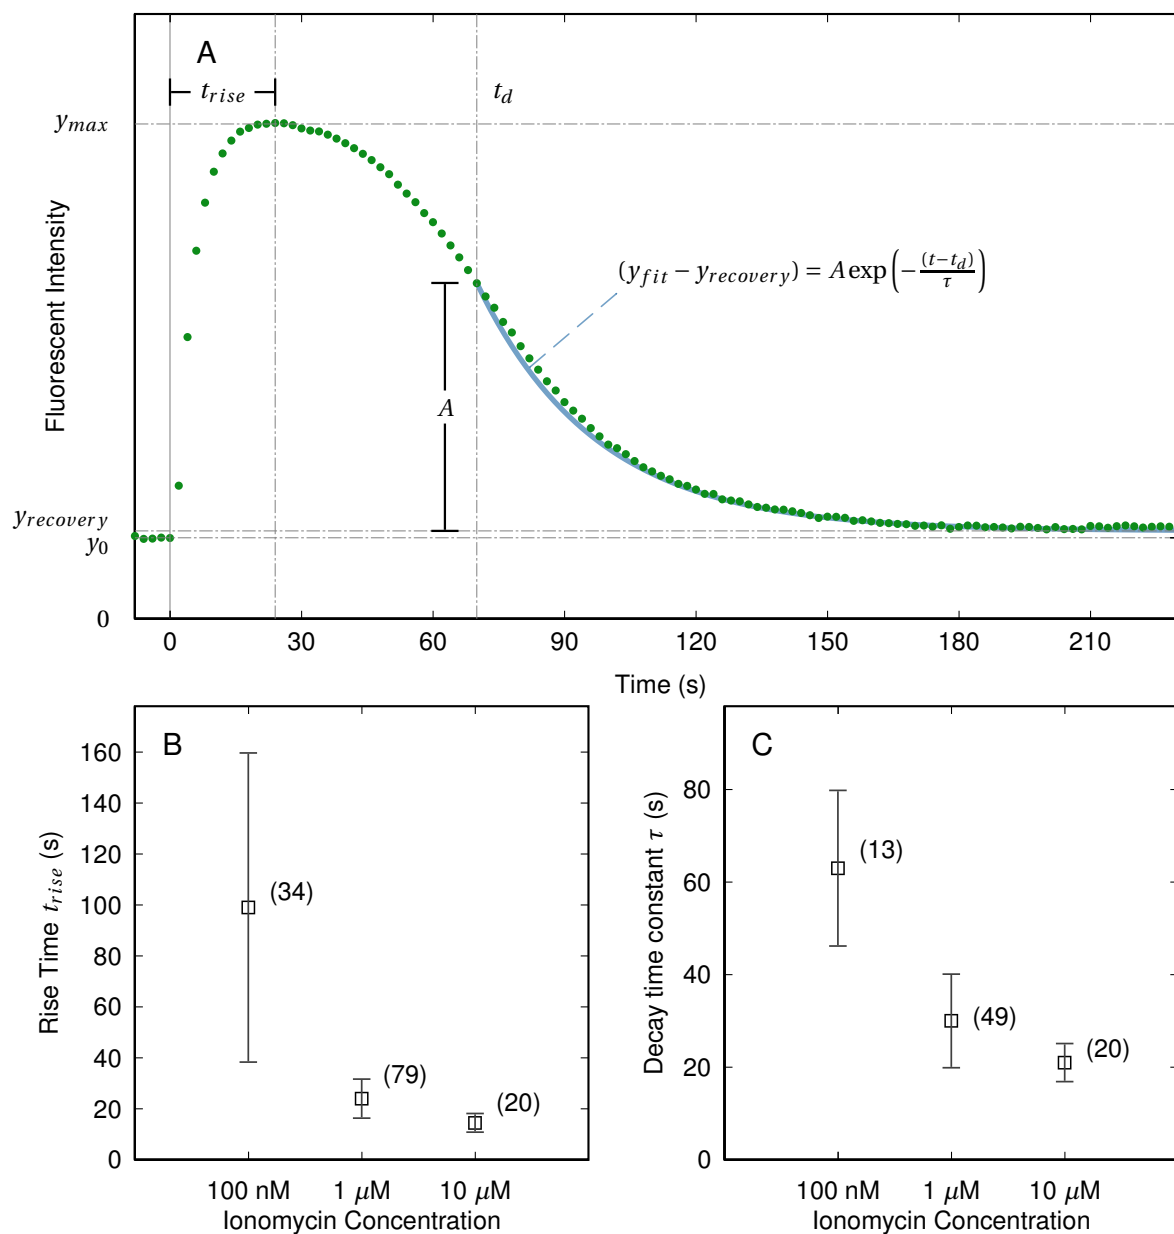 A
t_rise
t_d
y_max
Fluorescent Intensity
(y_fit − y_recovery) = A exp(−(t−t_d)/τ)
A
y_recovery
y_0
0
0 30 60 90 120 150 180 210
Time (s)
B
Rise Time t_rise (s)
160
140
120
100
80
60
40
20
0
(34)
(79)
(20)
100 nM 1 μM 10 μM
Ionomycin Concentration
C
Decay time constant τ (s)
80
60
40
20
0
(13)
(49)
(20)
100 nM 1 μM 10 μM
Ionomycin Concentration